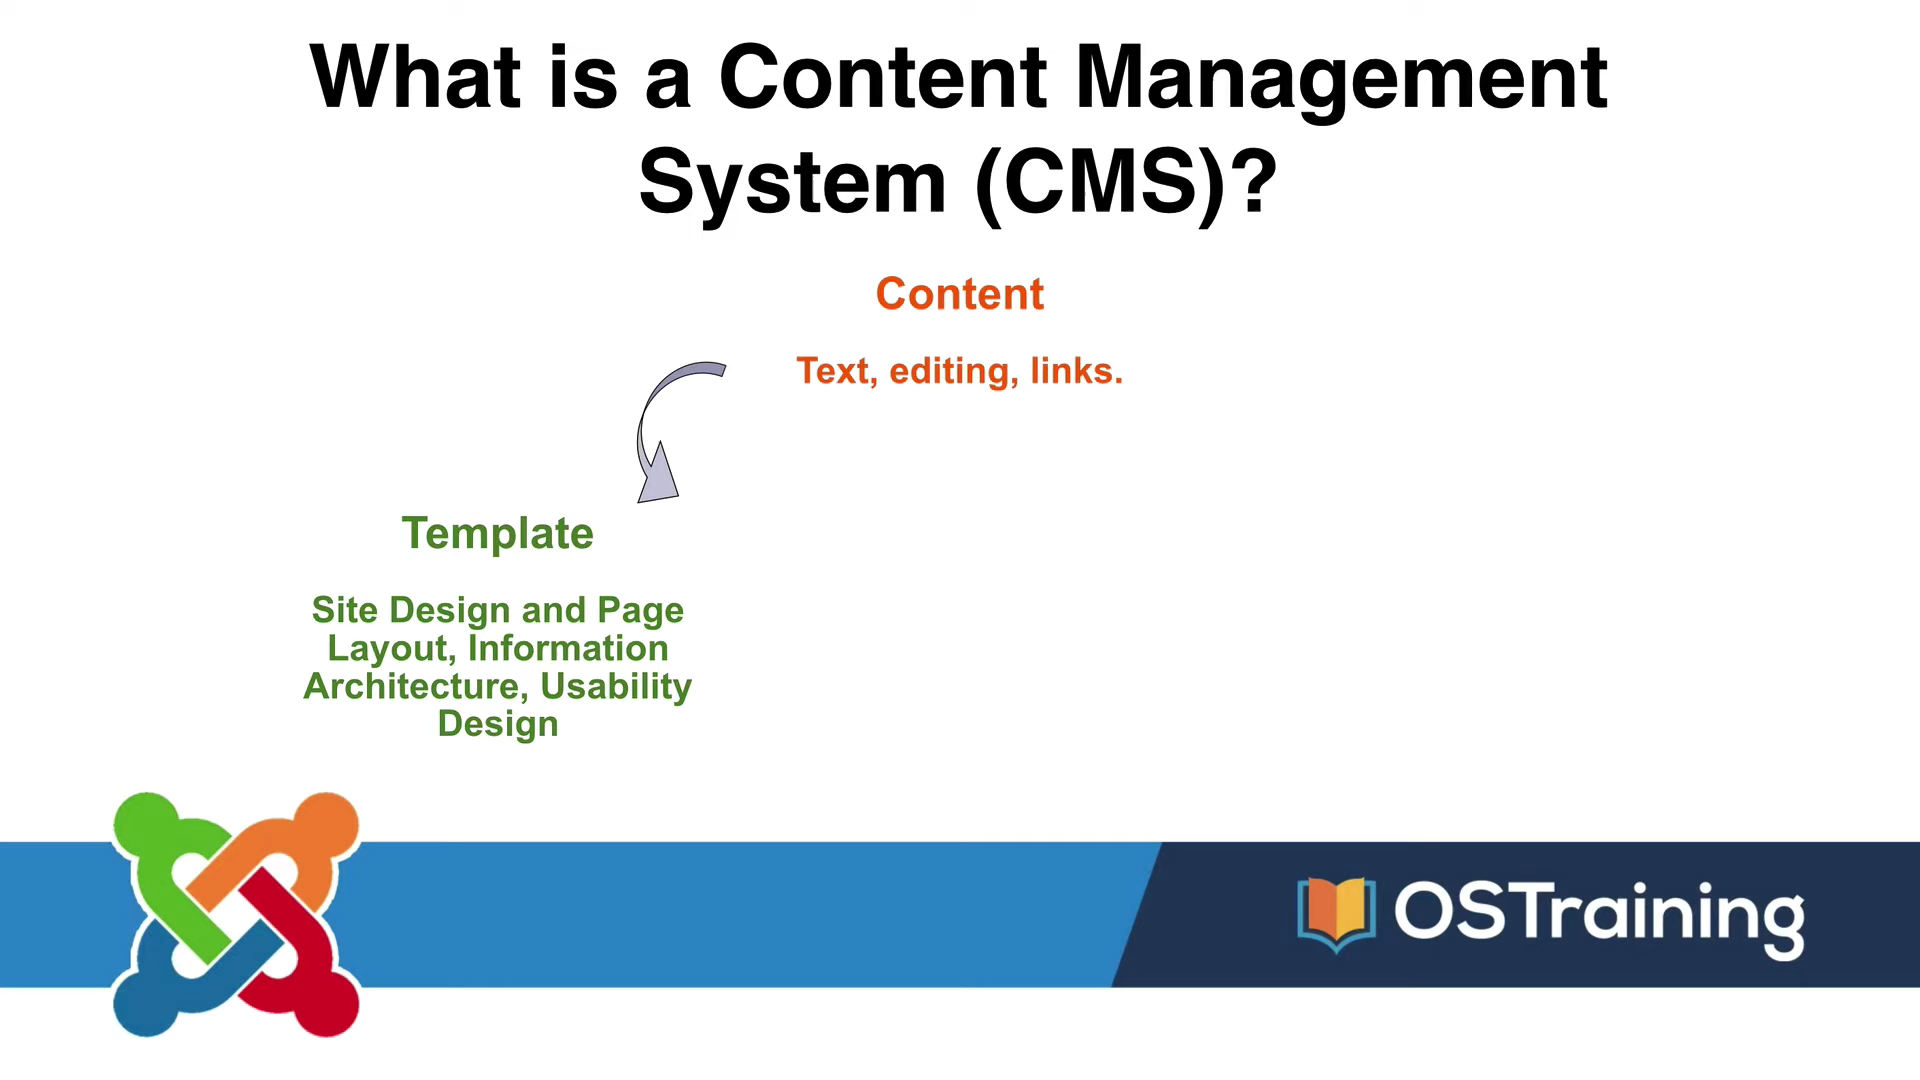 What is a Content Management
System (CMS)?
Content
Text, editing, links.
Template
Site Design and Page
Layout, Information
Architecture, Usability
Design
OSTraining